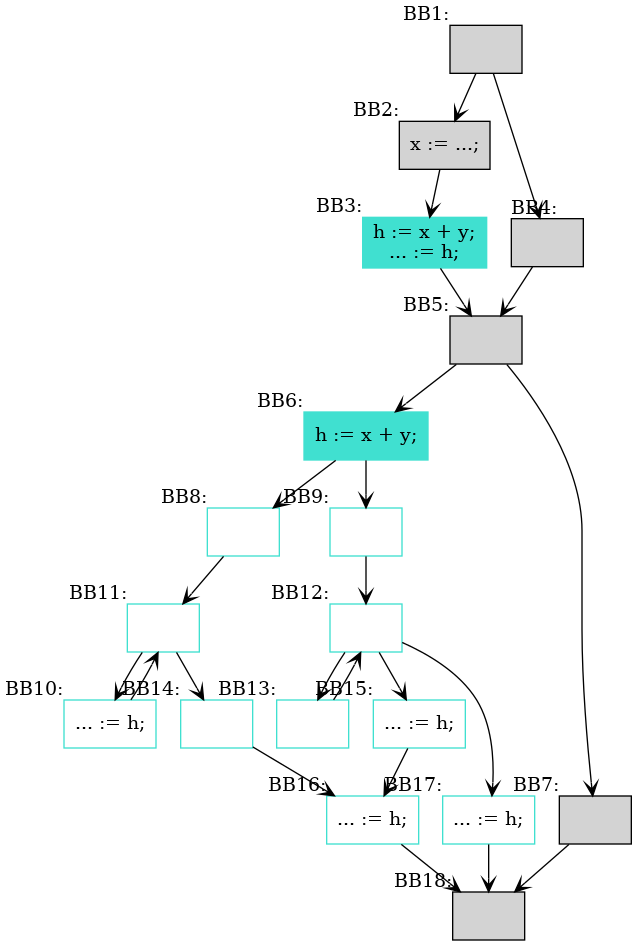 BB1:
BB2:
x := ...;
BB3:
h := x + y;
... := h;
BB4:
BB5:
BB6:
h := x + y;
BB8:
BB9:
BB11:
BB12:
BB10:
... := h;
BB14:
BB13:
BB15:
... := h;
BB16:
... := h;
BB17:
... := h;
BB7:
BB18: